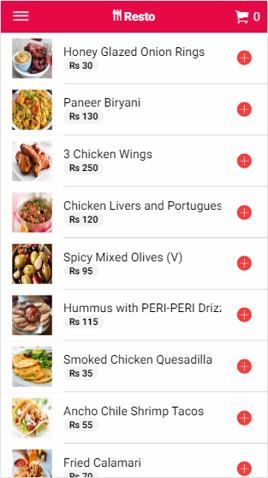 Resto
0
Honey Glazed Onion Rings
Rs 30
Paneer Biryani
Rs 130
3 Chicken Wings
Rs 250
Chicken Livers and Portugues
Rs 120
Spicy Mixed Olives (V)
Rs 95
Hummus with PERI-PERI Driz
Rs 115
Smoked Chicken Quesadilla
Rs 35
Ancho Chile Shrimp Tacos
Rs 55
Fried Calamari
Rs 70